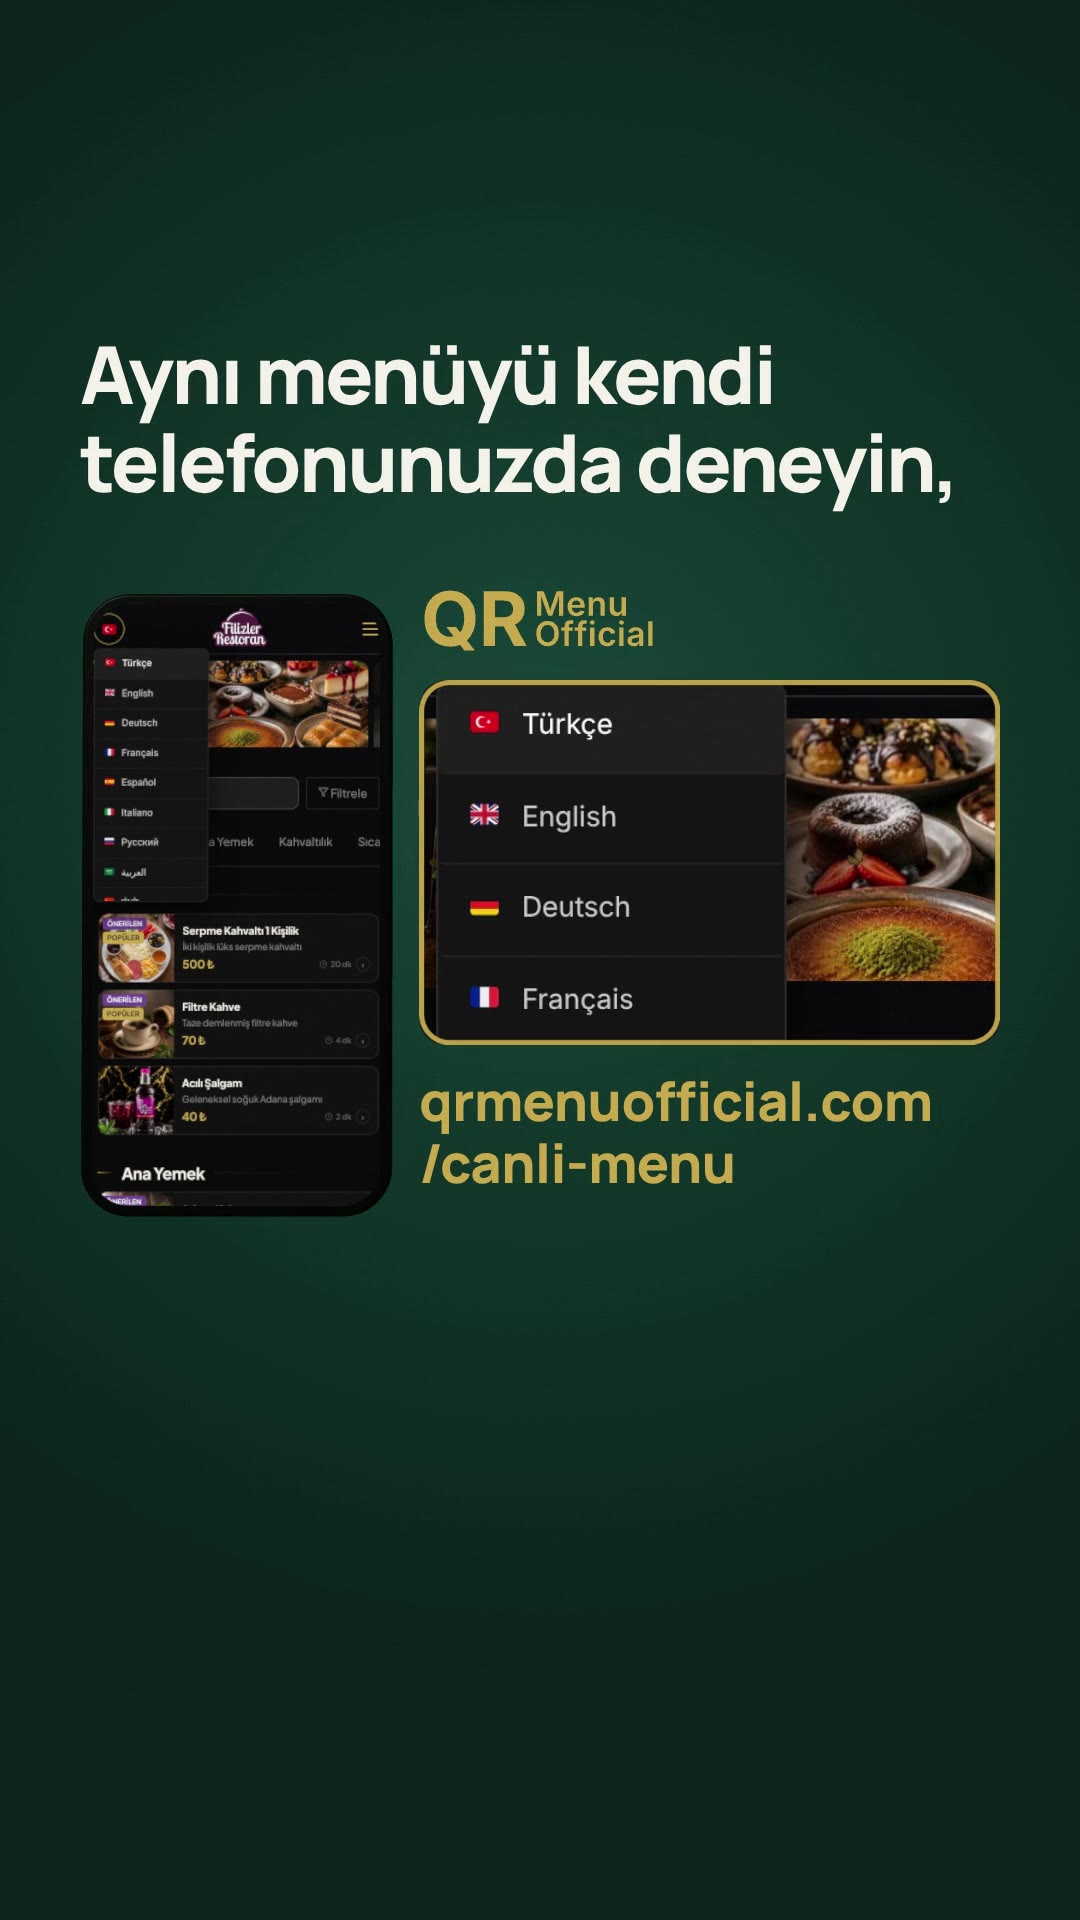 Aynı menüyü kendi
telefonunuzda deneyin,
Filizler
Restoran
Türkçe
English
Deutsch
Français
Español
Italiano
Русский
العربية
Filtrele
a Yemek
Kahvaltılık
Sıca
ÖNERİLEN
POPÜLER
Serpme Kahvaltı 1 Kişilik
İki kişilik lüks serpme kahvaltı
500 ₺
20 dk
ÖNERİLEN
POPÜLER
Filtre Kahve
Taze demlenmiş filtre kahve
70 ₺
4 dk
Acılı Şalgam
Geleneksel soğuk Adana şalgamı
40 ₺
2 dk
Ana Yemek
ÖNERİLEN
QR Menu
Official
Türkçe
English
Deutsch
Français
qrmenuofficial.com
/canli-menu